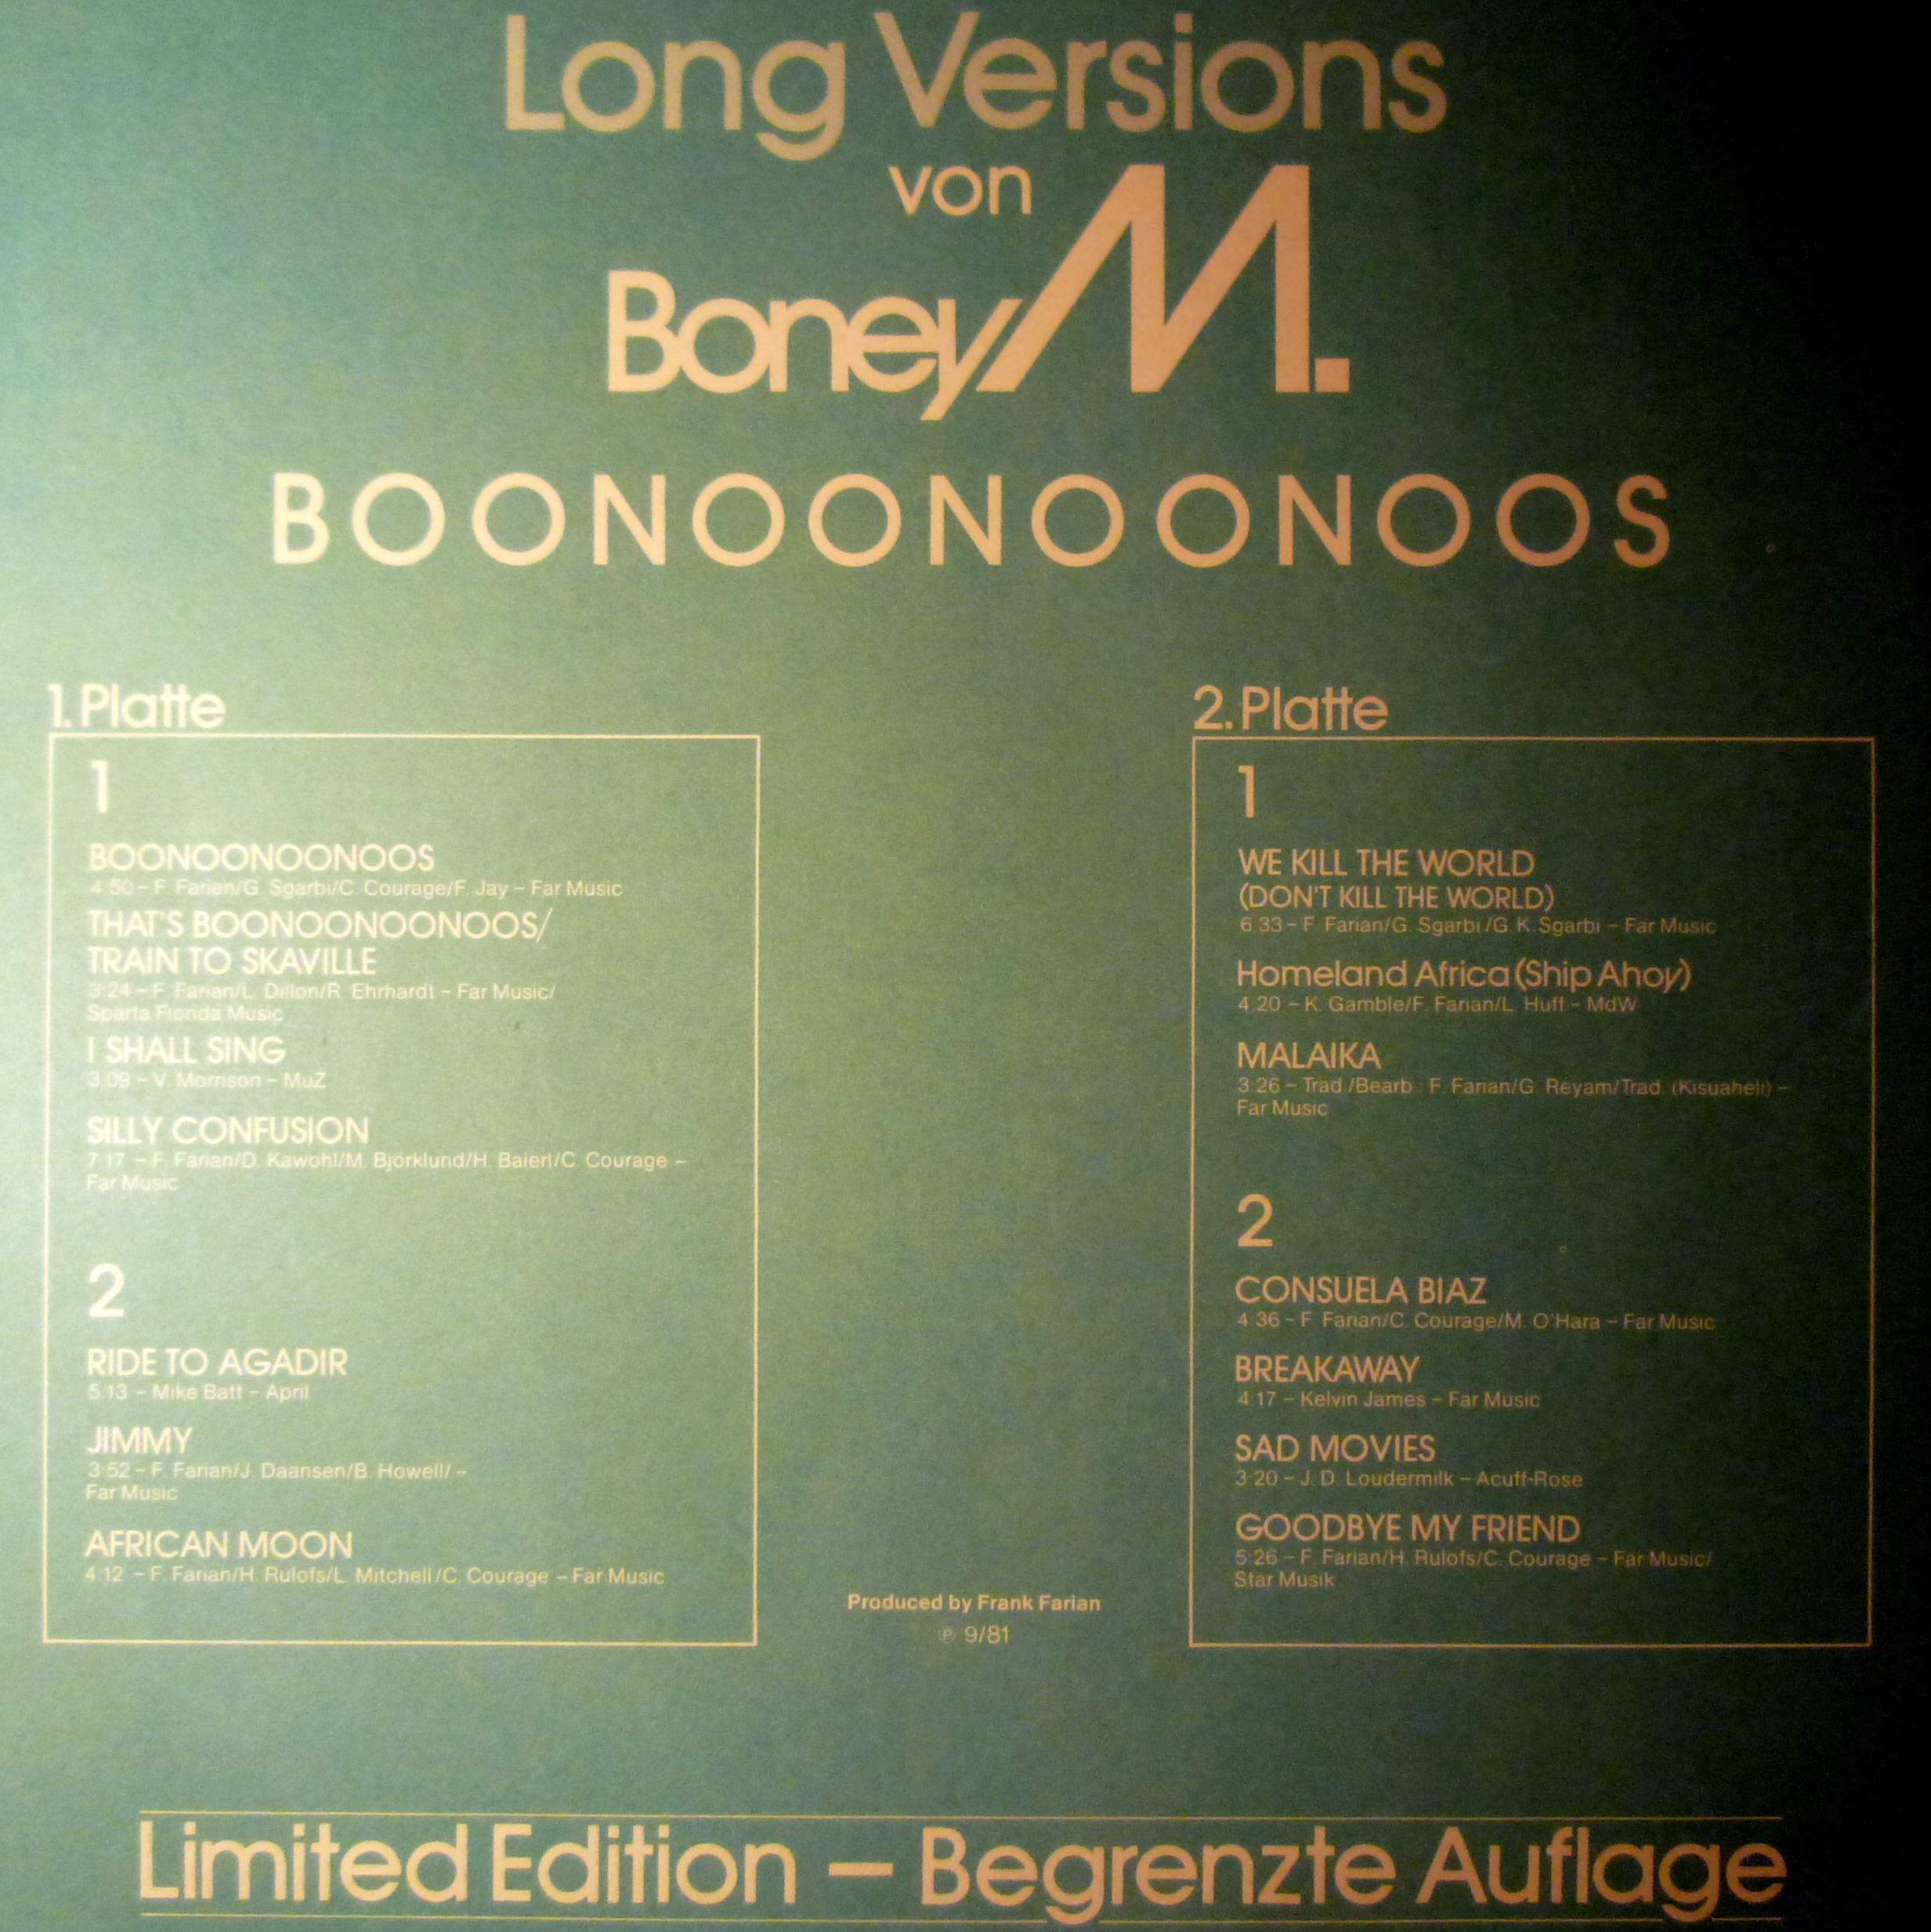 Long Versions
von
Boney M.
BOONOONOONOOS
1. Platte
1
BOONOONOONOOS
4:50 – F. Farian/G. Sgarbi/C. Courage/F. Jay – Far Music
THAT'S BOONOONOONOOS/
TRAIN TO SKAVILLE
3:24 – F. Farian/L. Dillon/R. Ehrhardt – Far Music/
Sparta Florida Music
I SHALL SING
3:09 – V. Morrison – MuZ
SILLY CONFUSION
7:17 – F. Farian/D. Kawohl/M. Björklund/H. Baierl/C. Courage –
Far Music
2
RIDE TO AGADIR
5:13 – Mike Batt – April
JIMMY
3:52 – F. Farian/J. Daansen/B. Howell/ –
Far Music
AFRICAN MOON
4:12 – F. Farian/H. Rulofs/L. Mitchell/C. Courage – Far Music
2. Platte
1
WE KILL THE WORLD
(DON'T KILL THE WORLD)
6:33 – F. Farian/G. Sgarbi/G. K. Sgarbi – Far Music
Homeland Africa (Ship Ahoy)
4:20 – K. Gamble/F. Farian/L. Huff – MdW
MALAIKA
3:26 – Trad./Bearb.: F. Farian/G. Reyam/Trad. (Kisuaheli) –
Far Music
2
CONSUELA BIAZ
4:36 – F. Farian/C. Courage/M. O'Hara – Far Music
BREAKAWAY
4:17 – Kelvin James – Far Music
SAD MOVIES
3:20 – J. D. Loudermilk – Acuff-Rose
GOODBYE MY FRIEND
5:26 – F. Farian/H. Rulofs/C. Courage – Far Music/
Star Musik
Produced by Frank Farian
℗ 9/81
Limited Edition – Begrenzte Auflage